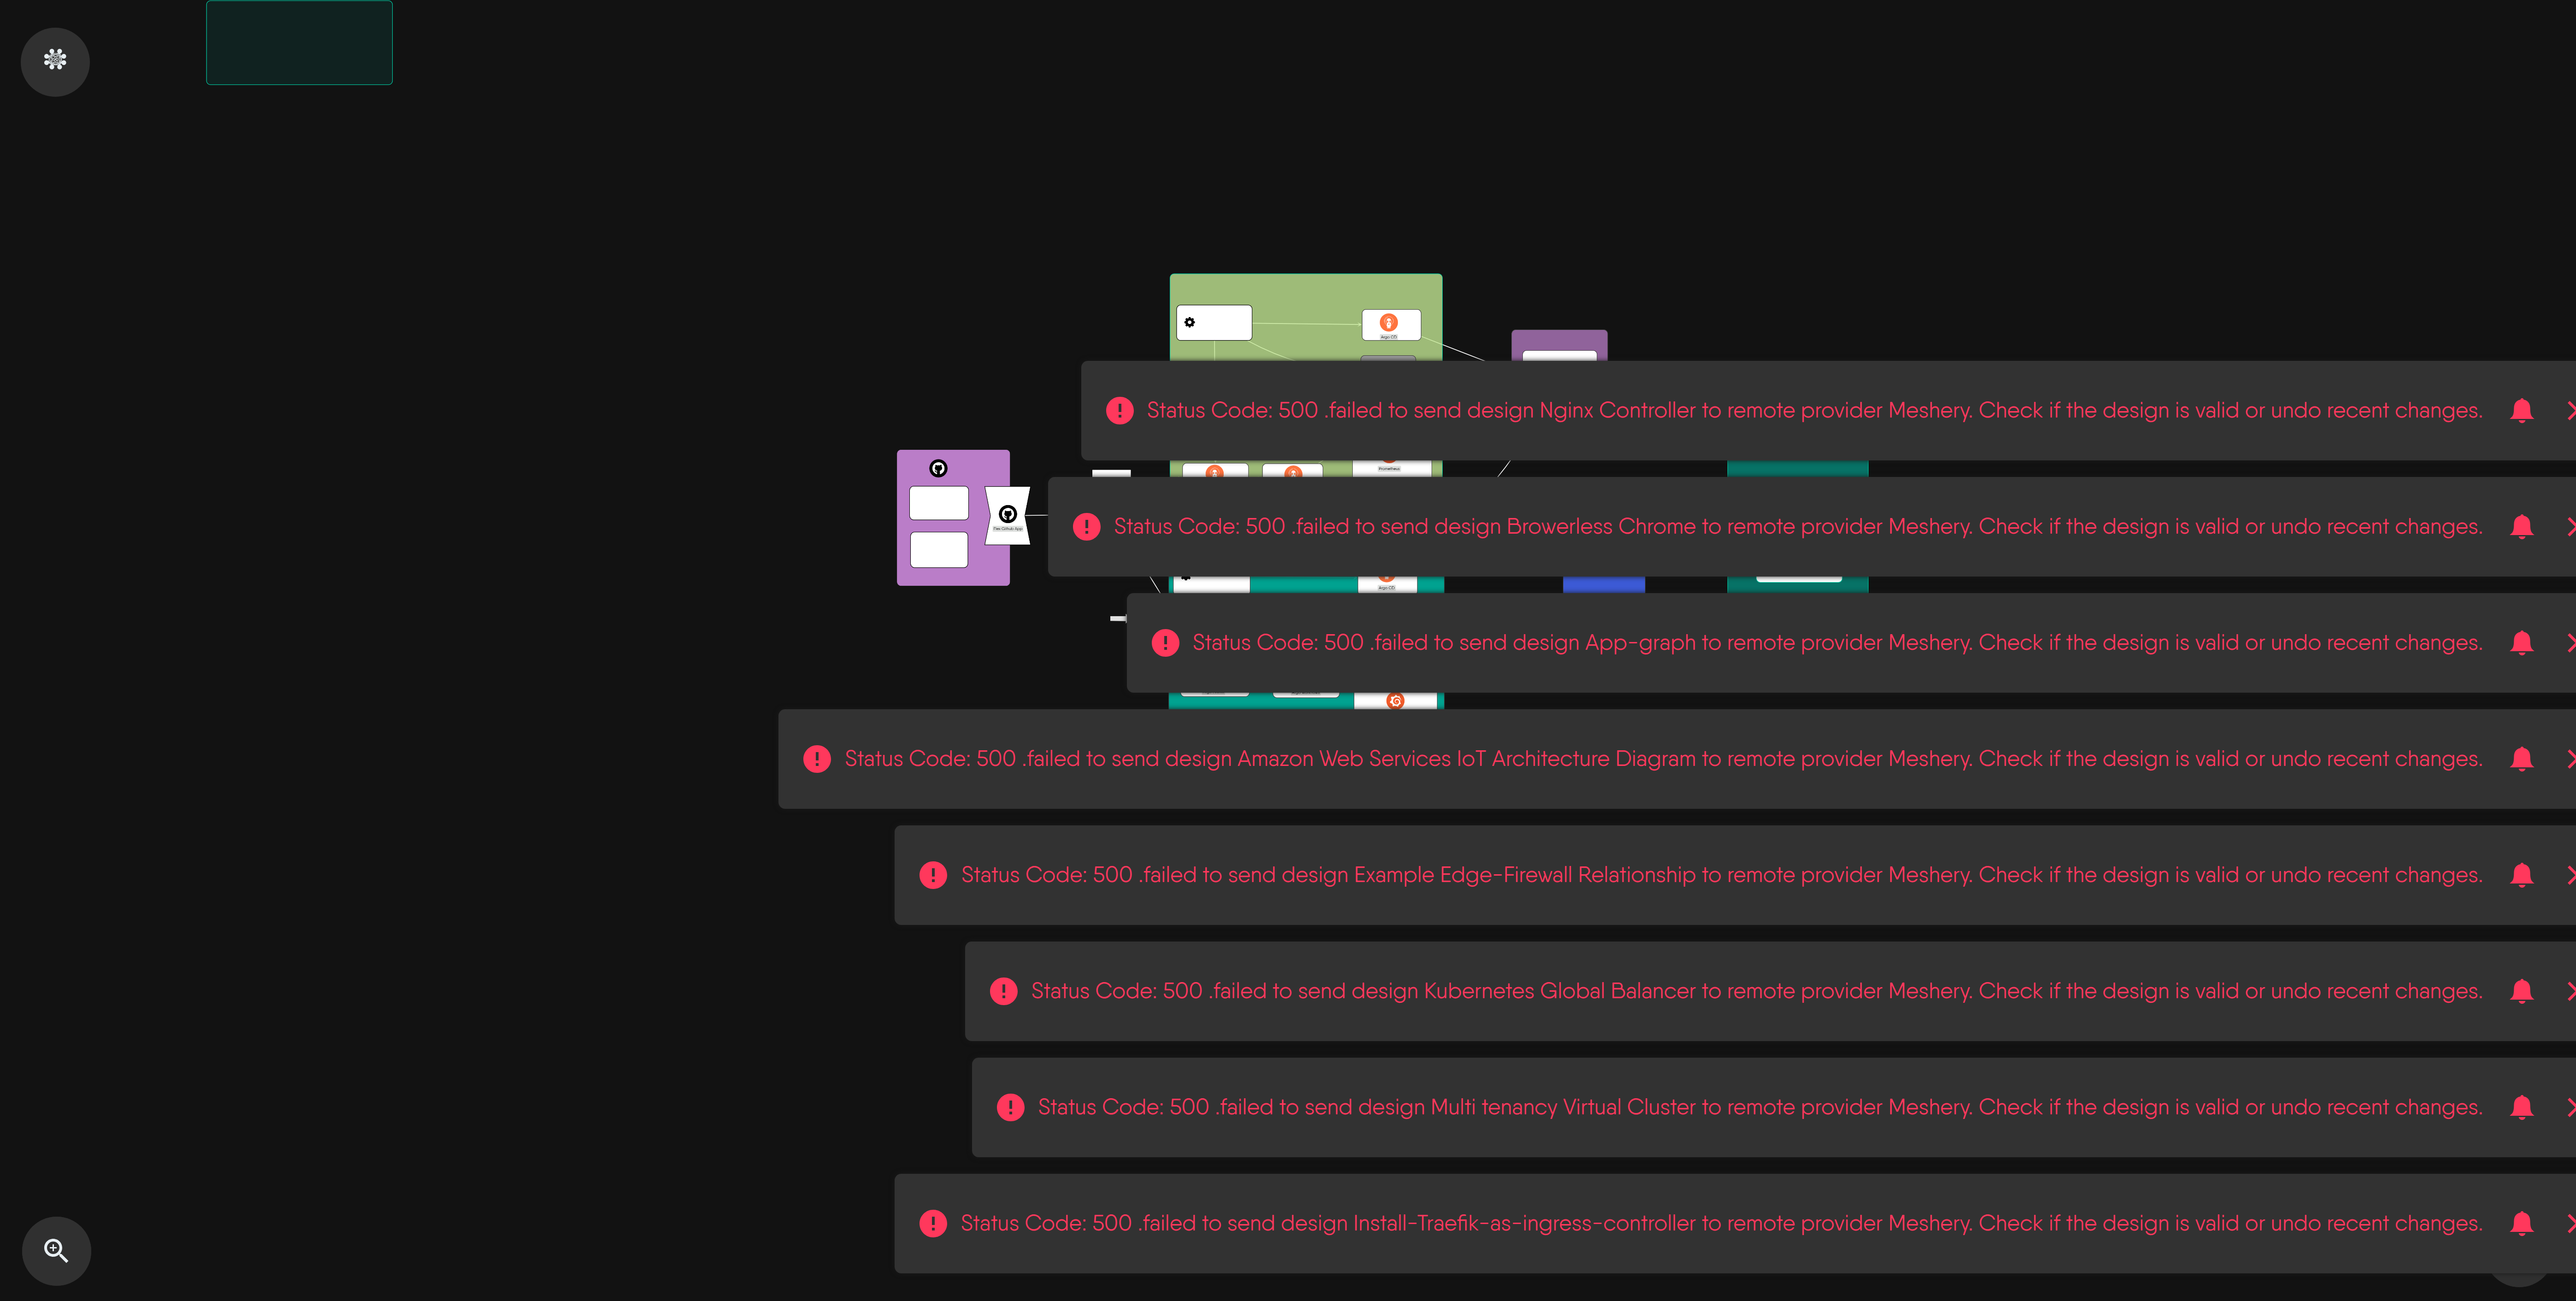 Argo CD
Status Code: 500 .failed to send design Nginx Controller to remote provider Meshery. Check if the design is valid or undo recent changes.
Prometheus
Status Code: 500 .failed to send design Browerless Chrome to remote provider Meshery. Check if the design is valid or undo recent changes.
Argo CD
Status Code: 500 .failed to send design App-graph to remote provider Meshery. Check if the design is valid or undo recent changes.
Status Code: 500 .failed to send design Amazon Web Services IoT Architecture Diagram to remote provider Meshery. Check if the design is valid or undo recent changes.
Status Code: 500 .failed to send design Example Edge-Firewall Relationship to remote provider Meshery. Check if the design is valid or undo recent changes.
Status Code: 500 .failed to send design Kubernetes Global Balancer to remote provider Meshery. Check if the design is valid or undo recent changes.
Status Code: 500 .failed to send design Multi tenancy Virtual Cluster to remote provider Meshery. Check if the design is valid or undo recent changes.
Status Code: 500 .failed to send design Install-Traefik-as-ingress-controller to remote provider Meshery. Check if the design is valid or undo recent changes.